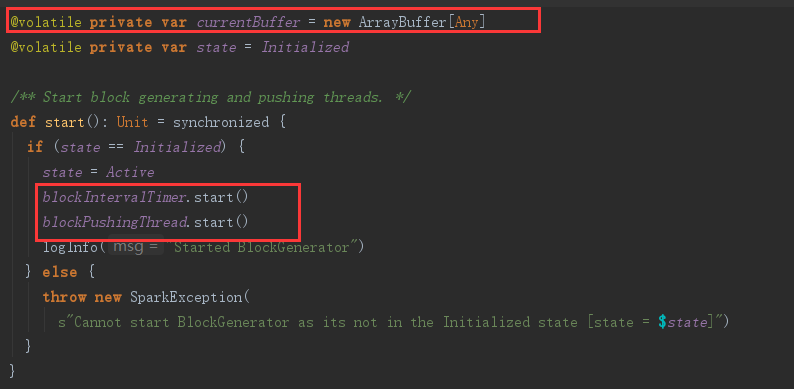 @volatile private var currentBuffer = new ArrayBuffer[Any]
@volatile private var state = Initialized
/** Start block generating and pushing threads. */
def start(): Unit = synchronized {
if (state == Initialized) {
state = Active
blockIntervalTimer.start()
blockPushingThread.start()
logInfo( msg = "Started BlockGenerator")
} else {
throw new SparkException(
s"Cannot start BlockGenerator as its not in the Initialized state [state = $state]")
}
}